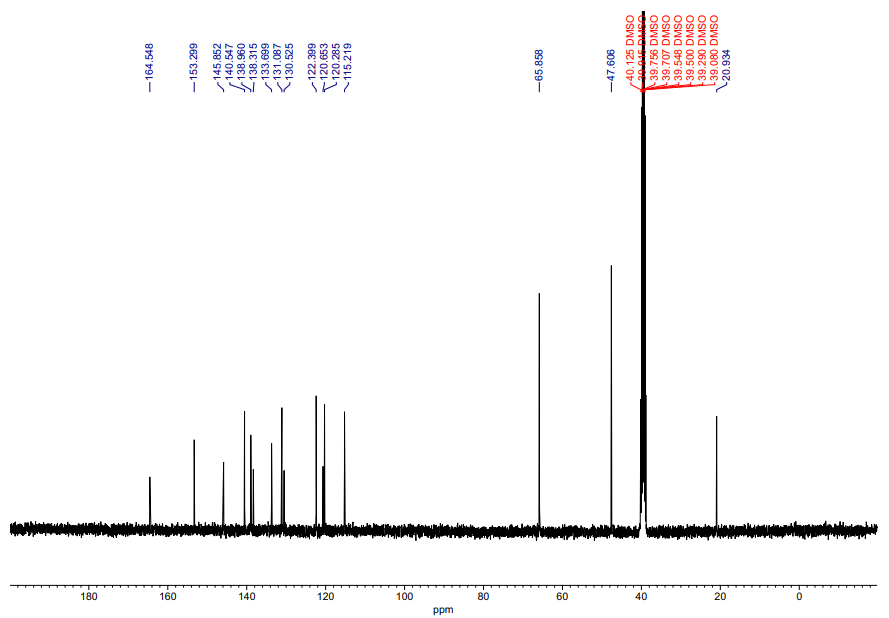 164.548
153.299
145.852
140.547
138.960
138.315
133.699
131.087
130.525
122.399
120.653
120.285
115.219
65.858
47.606
40.125 DMSO
39.756 DMSO
39.707 DMSO
39.548 DMSO
39.500 DMSO
39.290 DMSO
39.080 DMSO
20.934
180 160 140 120 100 80 60 40 20 0
ppm